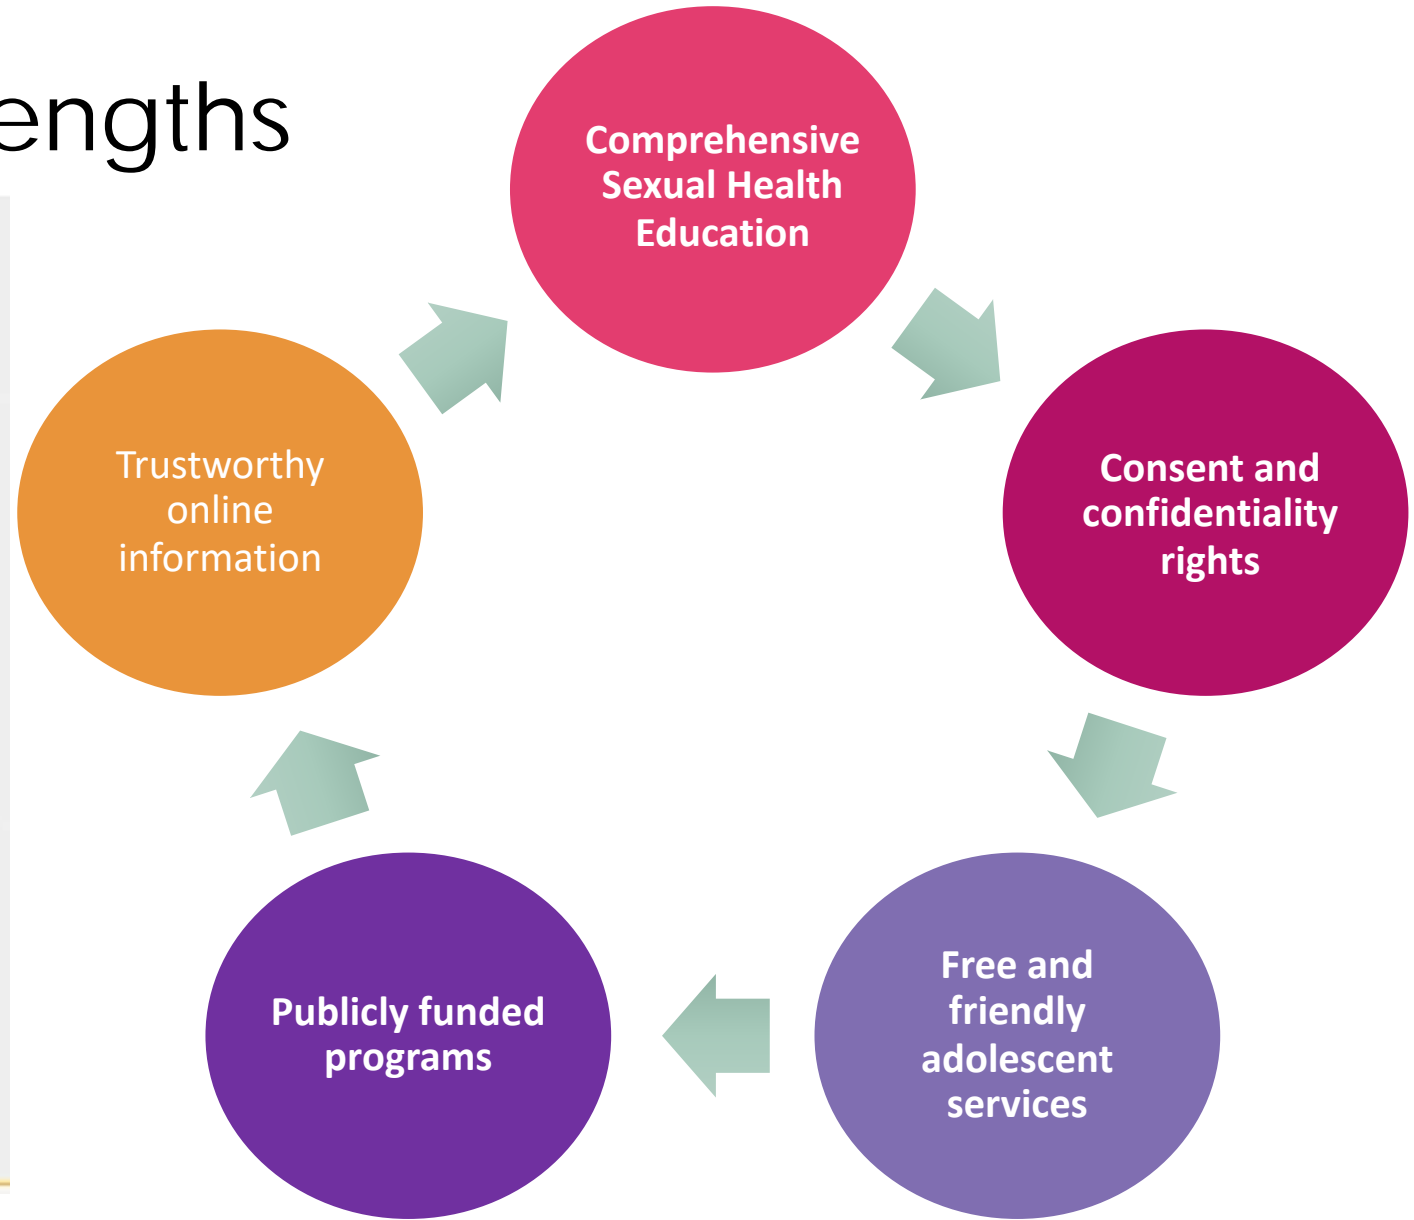 engths
Comprehensive
Sexual Health
Education
Consent and
confidentiality
rights
Free and
friendly
adolescent
services
Publicly funded
programs
Trustworthy
online
information